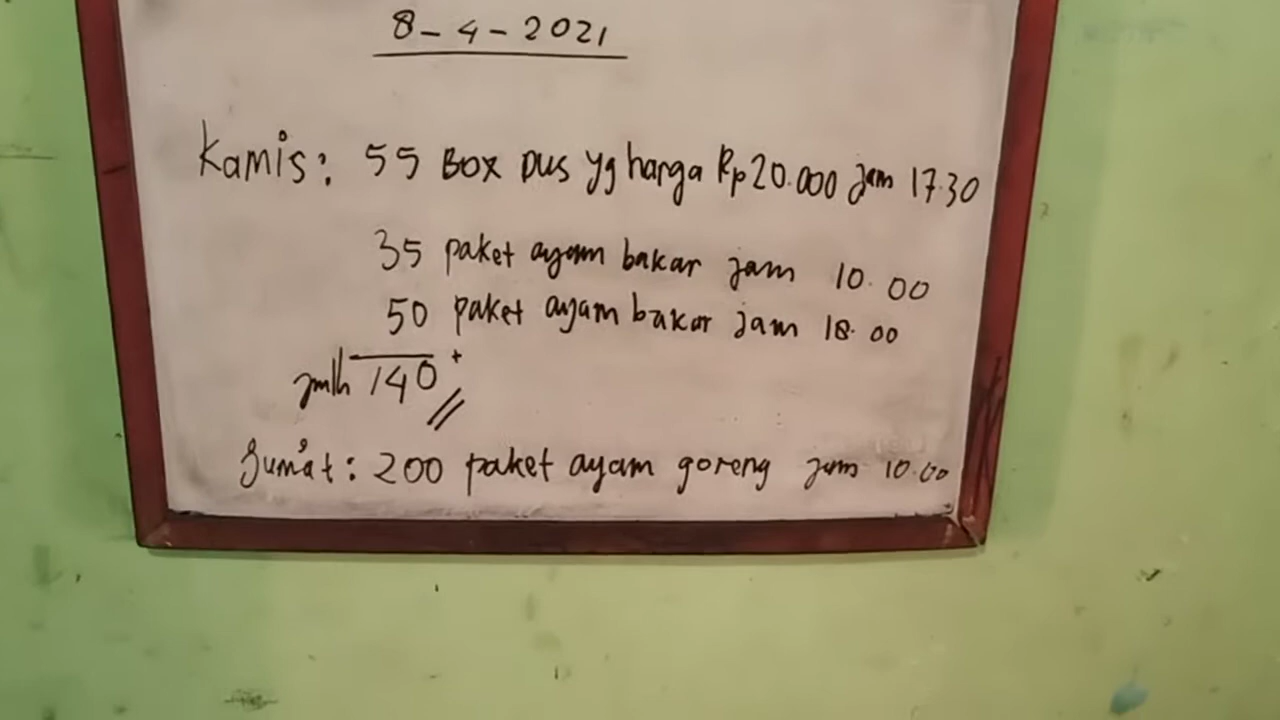 8-4-2021
Kamis: 55 Box Dus yg harga Rp 20.000 jam 17.30
35 paket ayam bakar jam 10.00
50 paket ayam bakar jam 18.00 +
jmlh 140 //
Jum'at: 200 paket ayam goreng jam 10.00